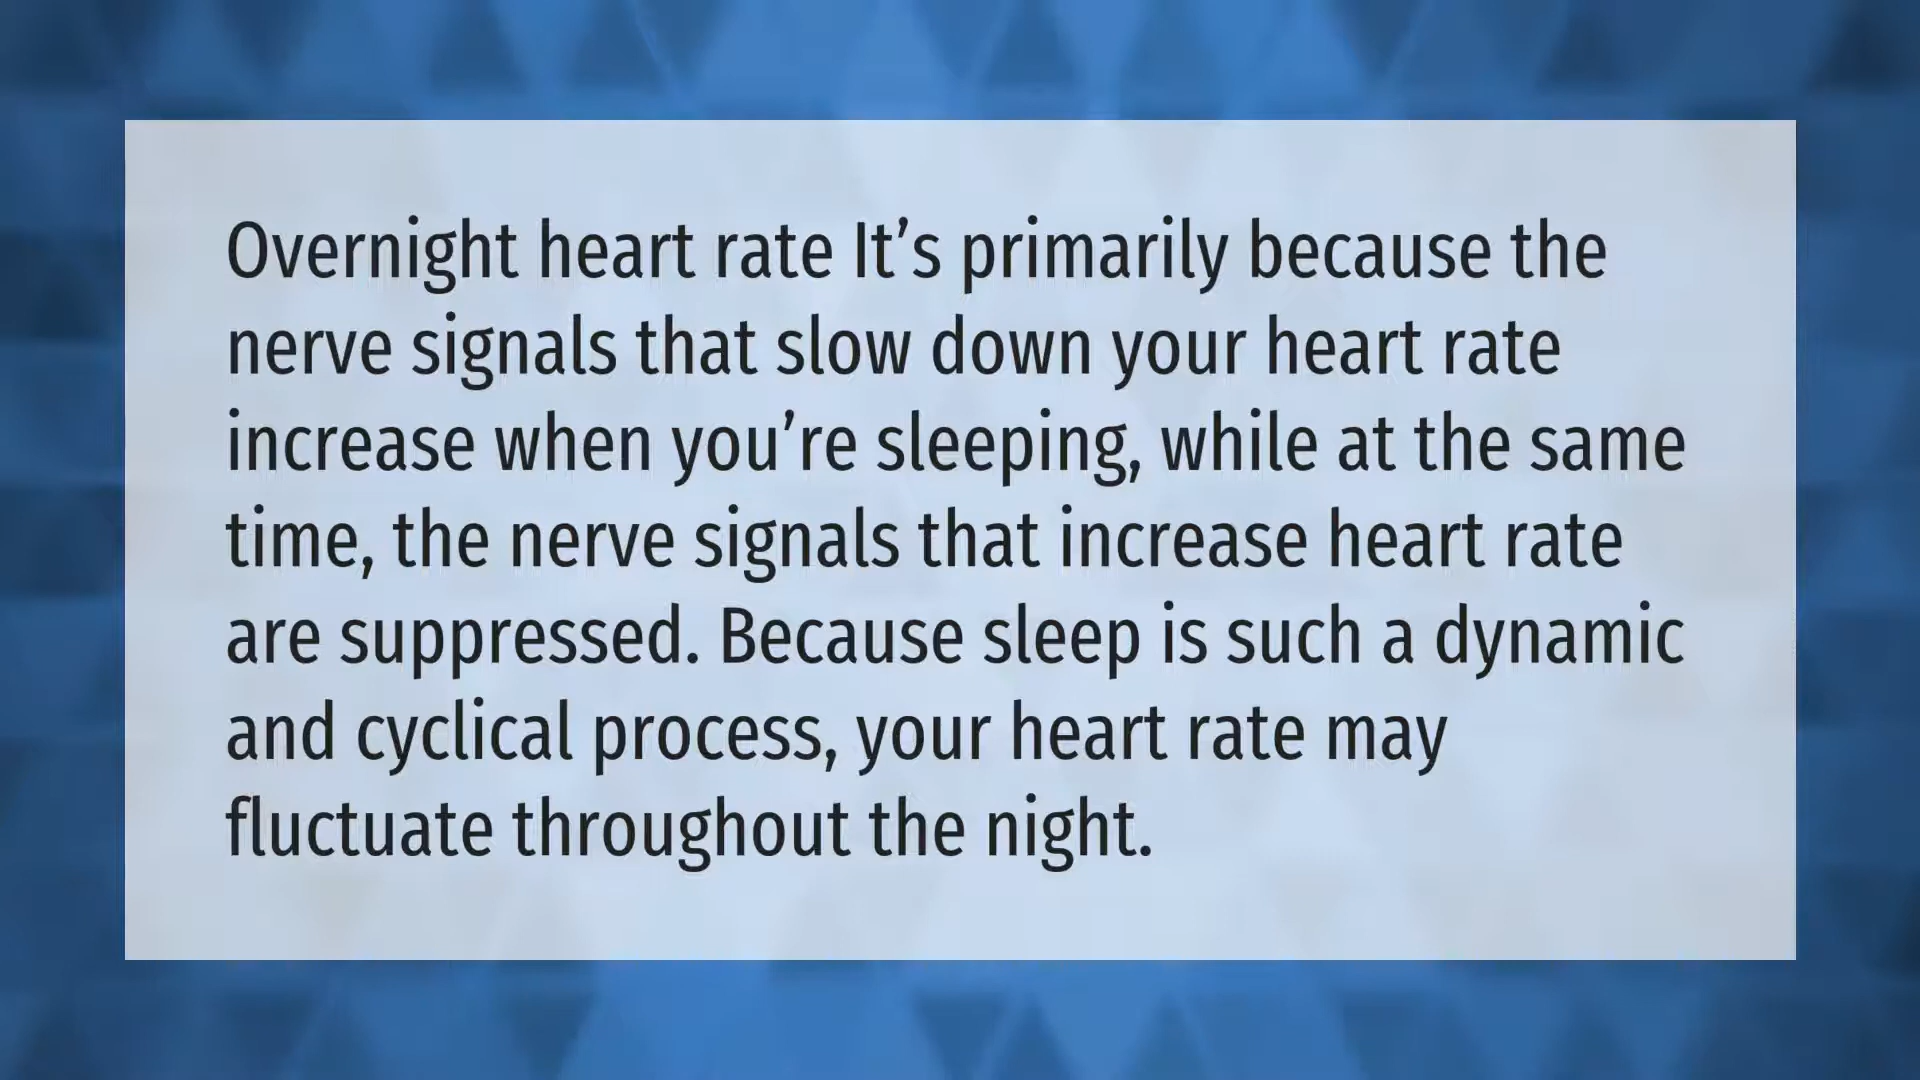 Overnight heart rate It’s primarily because the
nerve signals that slow down your heart rate
increase when you’re sleeping, while at the same
time, the nerve signals that increase heart rate
are suppressed. Because sleep is such a dynamic
and cyclical process, your heart rate may
fluctuate throughout the night.